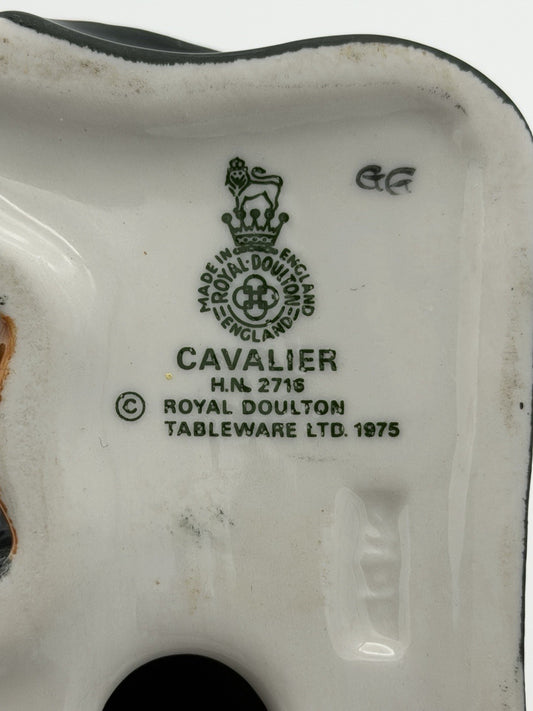 GG
MADE IN ENGLAND
ROYAL·DOULTON
ENGLAND
CAVALIER
H.N. 2716
© ROYAL DOULTON
TABLEWARE LTD. 1975